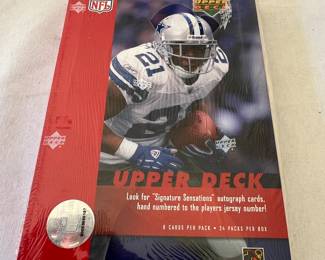 NFL
UPPER
DECK
21
21
UPPER DECK
Look for "Signature Sensations" autograph cards,
hand numbered to the players jersey number!
8 CARDS PER PACK • 24 PACKS PER BOX